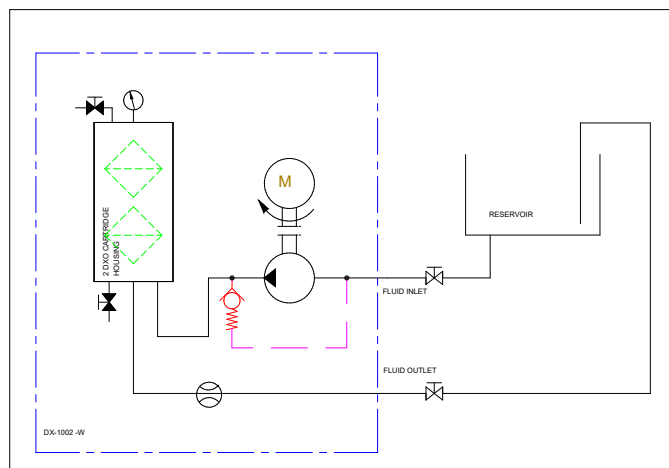 M
2 DXO CARTRIDGE
HOUSING
RESERVOIR
FLUID INLET
FLUID OUTLET
DX-1002 -W